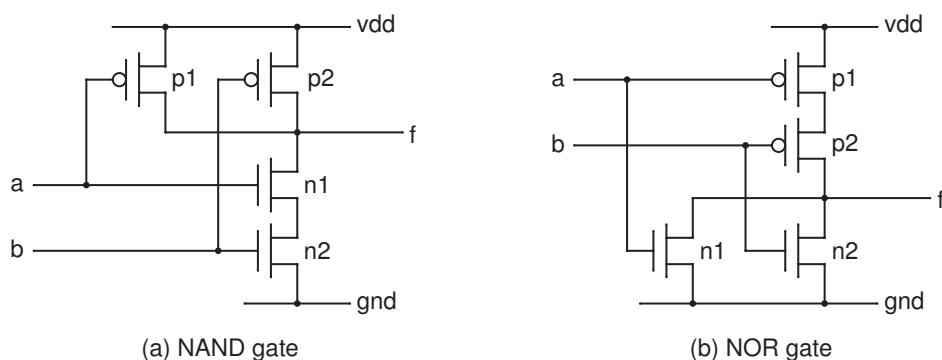 vdd
p1
p2
f
a
n1
b
n2
gnd
(a) NAND gate
vdd
a
p1
b
p2
f
n1
n2
gnd
(b) NOR gate